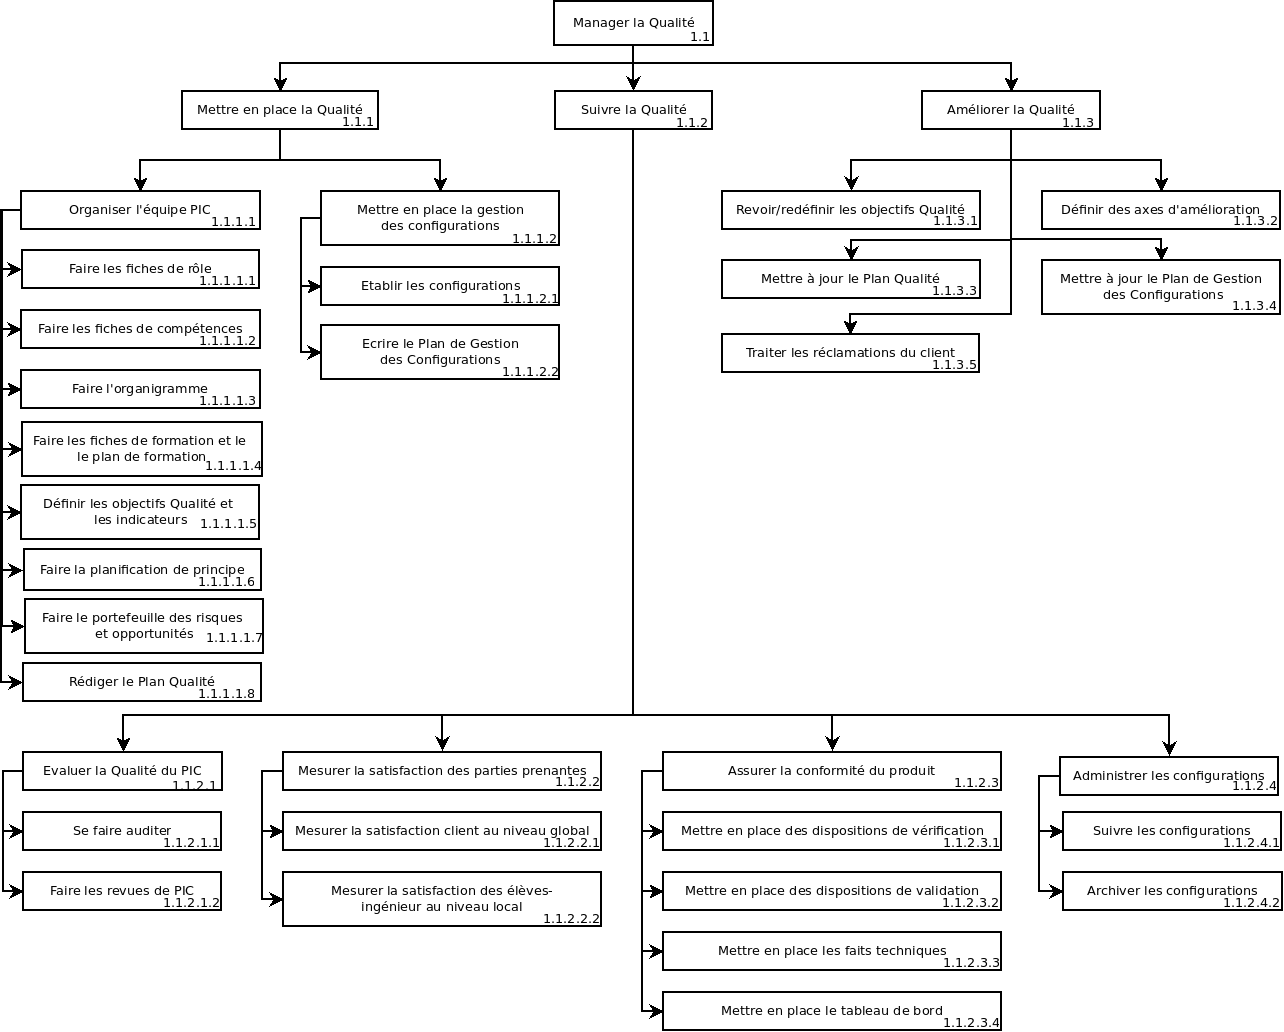 Manager la Qualité
1.1
Mettre en place la Qualité
1.1.1
Suivre la Qualité
1.1.2
Améliorer la Qualité
1.1.3
Organiser l'équipe PIC
1.1.1.1
Faire les fiches de rôle
1.1.1.1.1
Faire les fiches de compétences
1.1.1.1.2
Faire l'organigramme
1.1.1.1.3
Faire les fiches de formation et le
le plan de formation
1.1.1.1.4
Définir les objectifs Qualité et
les indicateurs
1.1.1.1.5
Faire la planification de principe
1.1.1.1.6
Faire le portefeuille des risques
et opportunités
1.1.1.1.7
Rédiger le Plan Qualité
1.1.1.1.8
Mettre en place la gestion
des configurations
1.1.1.2
Etablir les configurations
1.1.1.2.1
Ecrire le Plan de Gestion
des Configurations
1.1.1.2.2
Revoir/redéfinir les objectifs Qualité
1.1.3.1
Définir des axes d'amélioration
1.1.3.2
Mettre à jour le Plan Qualité
1.1.3.3
Mettre à jour le Plan de Gestion
des Configurations
1.1.3.4
Traiter les réclamations du client
1.1.3.5
Evaluer la Qualité du PIC
1.1.2.1
Se faire auditer
1.1.2.1.1
Faire les revues de PIC
1.1.2.1.2
Mesurer la satisfaction des parties prenantes
1.1.2.2
Mesurer la satisfaction client au niveau global
1.1.2.2.1
Mesurer la satisfaction des élèves-
ingénieur au niveau local
1.1.2.2.2
Assurer la conformité du produit
1.1.2.3
Mettre en place des dispositions de vérification
1.1.2.3.1
Mettre en place des dispositions de validation
1.1.2.3.2
Mettre en place les faits techniques
1.1.2.3.3
Mettre en place le tableau de bord
1.1.2.3.4
Administrer les configurations
1.1.2.4
Suivre les configurations
1.1.2.4.1
Archiver les configurations
1.1.2.4.2